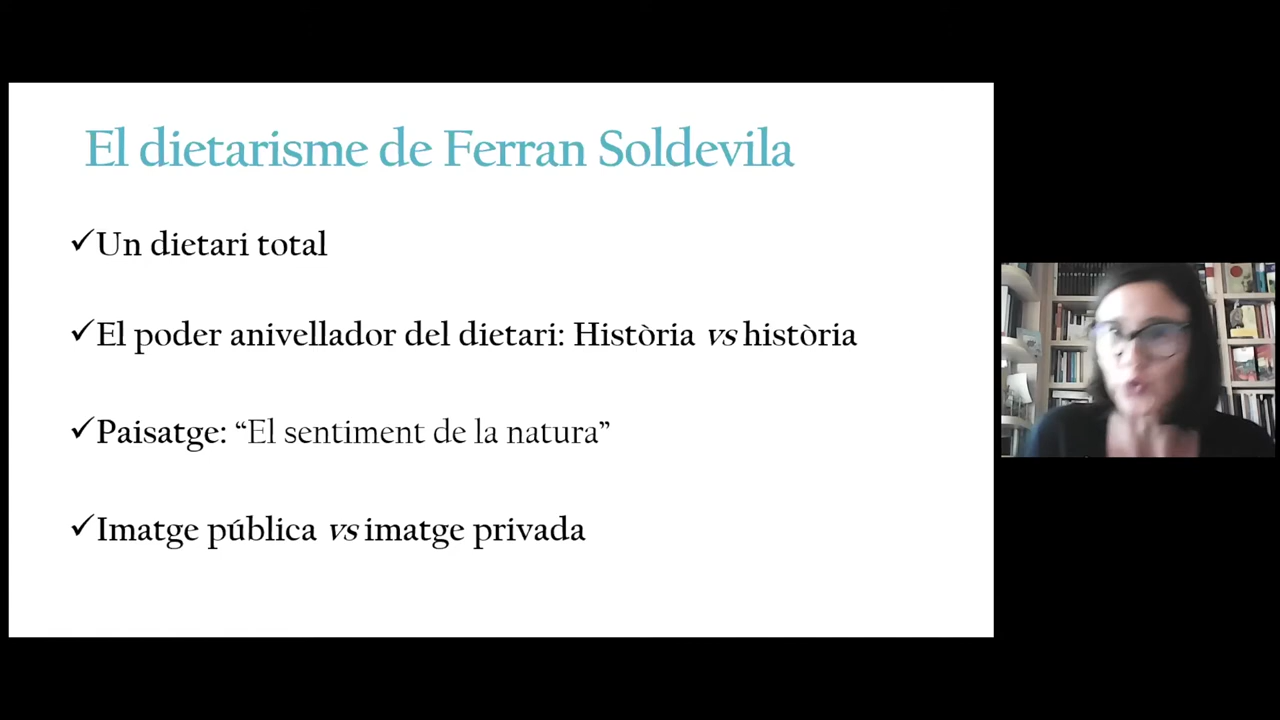 El dietarisme de Ferran Soldevila
✓Un dietari total
✓El poder anivellador del dietari: Història vs història
✓Paisatge: “El sentiment de la natura”
✓Imatge pública vs imatge privada